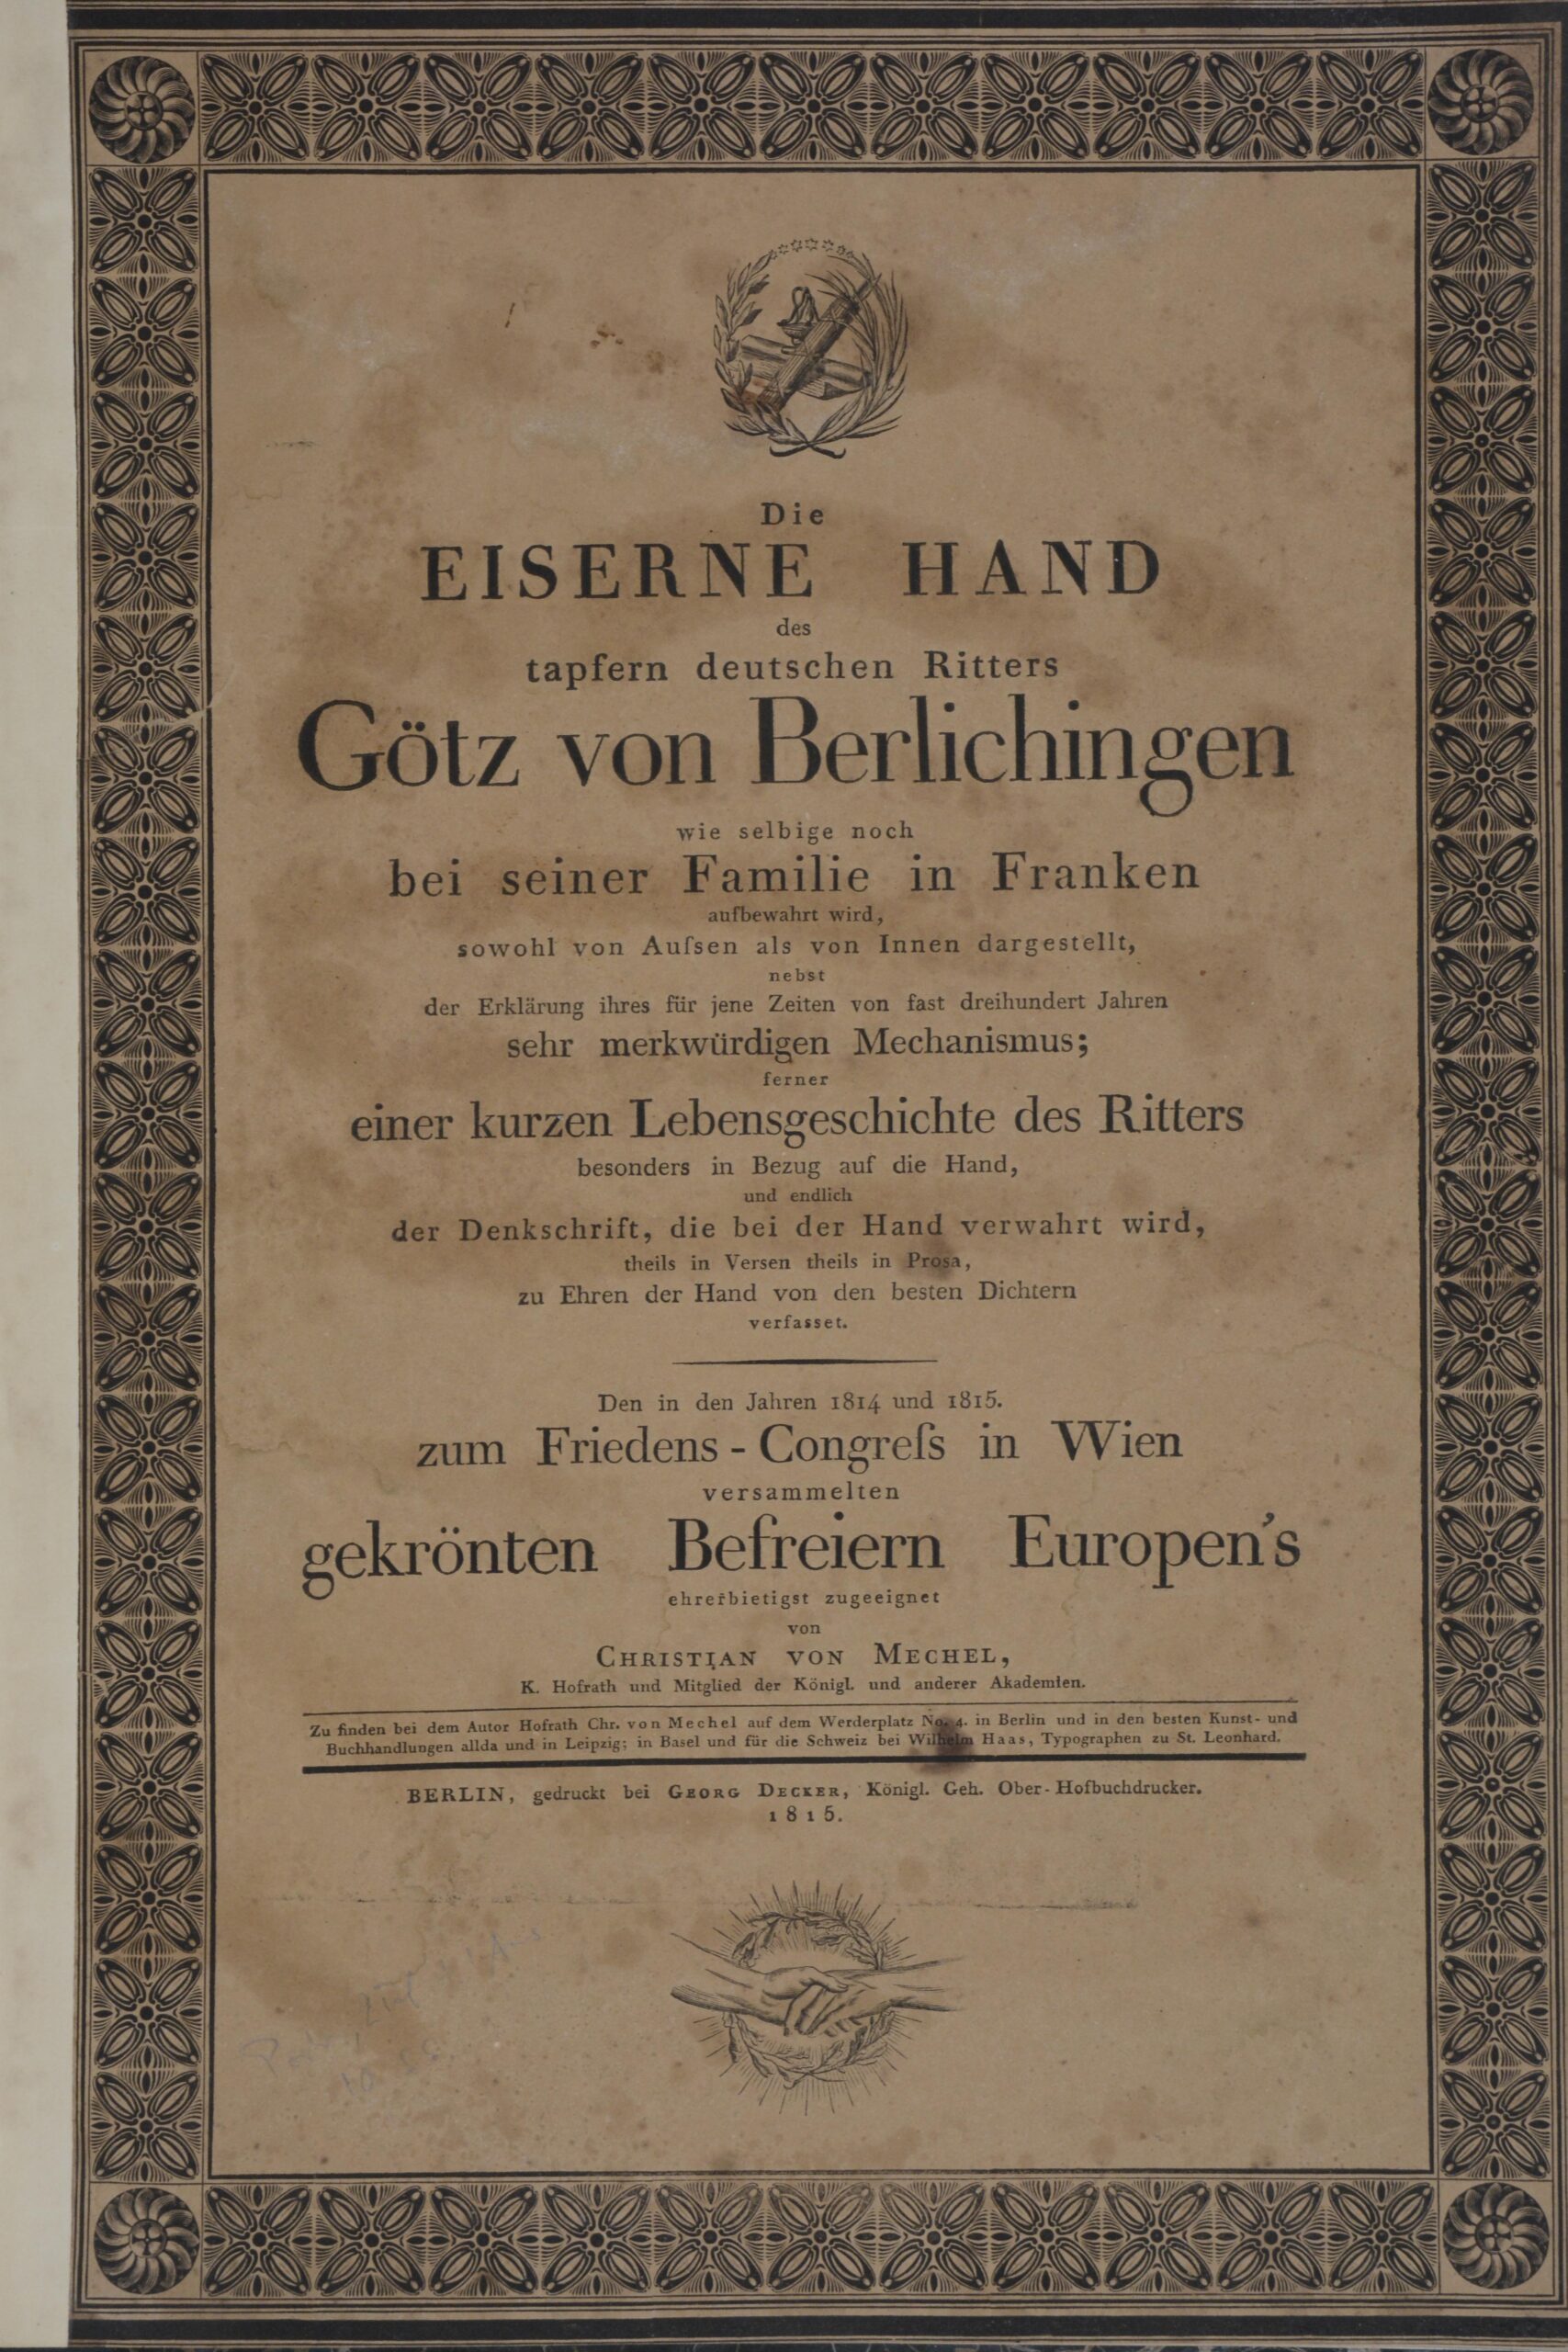 Die
EISERNE HAND
des
tapfern deutschen Ritters
Götz von Berlichingen
wie selbige noch
bei seiner Familie in Franken
aufbewahrt wird,
sowohl von Auſsen als von Innen dargestellt,
nebst
der Erklärung ihres für jene Zeiten von fast dreihundert Jahren
sehr merkwürdigen Mechanismus;
ferner
einer kurzen Lebensgeschichte des Ritters
besonders in Bezug auf die Hand,
und endlich
der Denkschrift, die bei der Hand verwahrt wird,
theils in Versen theils in Prosa,
zu Ehren der Hand von den besten Dichtern
verfasset.
Den in den Jahren 1814 und 1815.
zum Friedens-Congreſs in Wien
versammelten
gekrönten Befreiern Europen's
ehrerbietigst zugeeignet
von
CHRISTIAN VON MECHEL,
K. Hofrath und Mitglied der Königl. und anderer Akademien.
Zu finden bei dem Autor Hofrath Chr. von Mechel auf dem Werderplatz No. 4. in Berlin und in den besten Kunst- und
Buchhandlungen allda und in Leipzig; in Basel und für die Schweiz bei Wilhelm Haas, Typographen zu St. Leonhard.
BERLIN, gedruckt bei GEORG DECKER, Königl. Geh. Ober-Hofbuchdrucker.
1815.